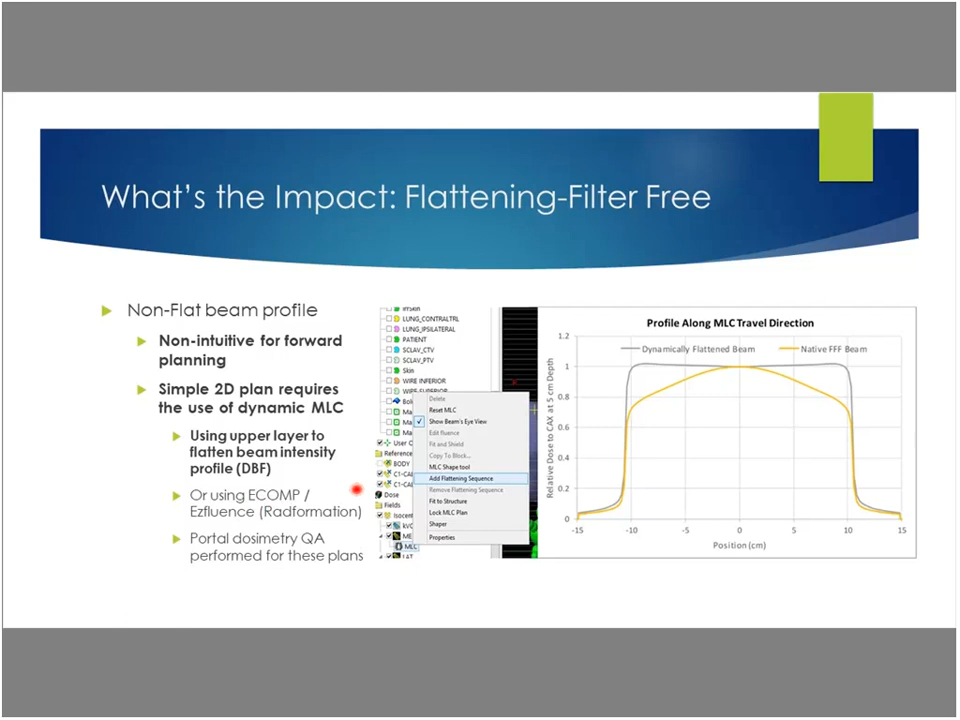 What's the Impact: Flattening-Filter Free
Non-Flat beam profile
Non-intuitive for forward
planning
Simple 2D plan requires
the use of dynamic MLC
Using upper layer to
flatten beam intensity
profile (DBF)
Or using ECOMP /
Ezfluence (Radformation)
Portal dosimetry QA
performed for these plans
LUNG_CONTRALTRL
LUNG_IPSILATERAL
PATIENT
SCLAV_CTV
SCLAV_PTV
Skin
WIRE INFERIOR
WIRE SUPERIOR
Bol
Ma
Ma
Ma
User O
Reference
BODY
C1-CAL
C1-CAL
Dose
Fields
Isocent
kVC
ME
MLC
LAT
Delete
Reset MLC
Show Beam's Eye View
Edit fluence
Fit and Shield
Copy To Block...
MLC Shape tool
Add Flattening Sequence
Remove Flattening Sequence
Fit to Structure
Lock MLC Plan
Shaper
Properties
Profile Along MLC Travel Direction
Dynamically Flattened Beam
Native FFF Beam
Relative Dose to CAX at 5 cm Depth
1.2
1
0.8
0.6
0.4
0.2
0
-15 -10 -5 0 5 10 15
Position (cm)